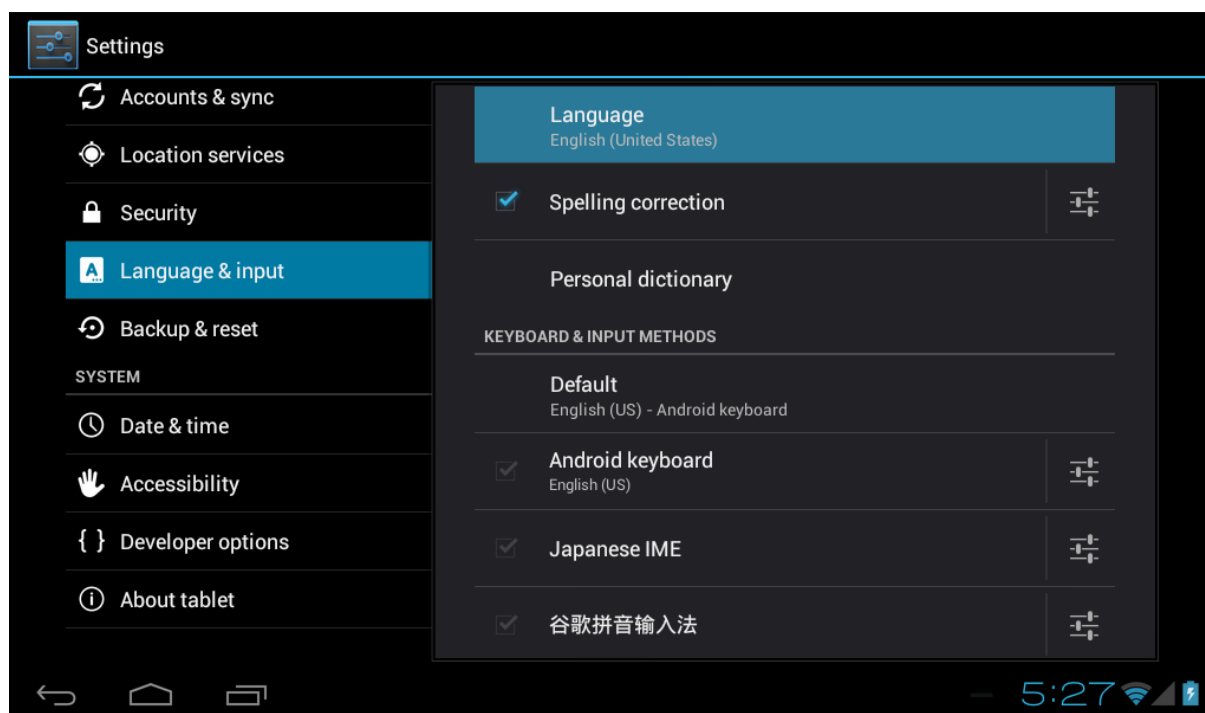 Settings
Accounts & sync
Location services
Security
Language & input
Backup & reset
SYSTEM
Date & time
Accessibility
{ } Developer options
About tablet
Language
English (United States)
Spelling correction
Personal dictionary
KEYBOARD & INPUT METHODS
Default
English (US) - Android keyboard
Android keyboard
English (US)
Japanese IME
谷歌拼音输入法
5:27